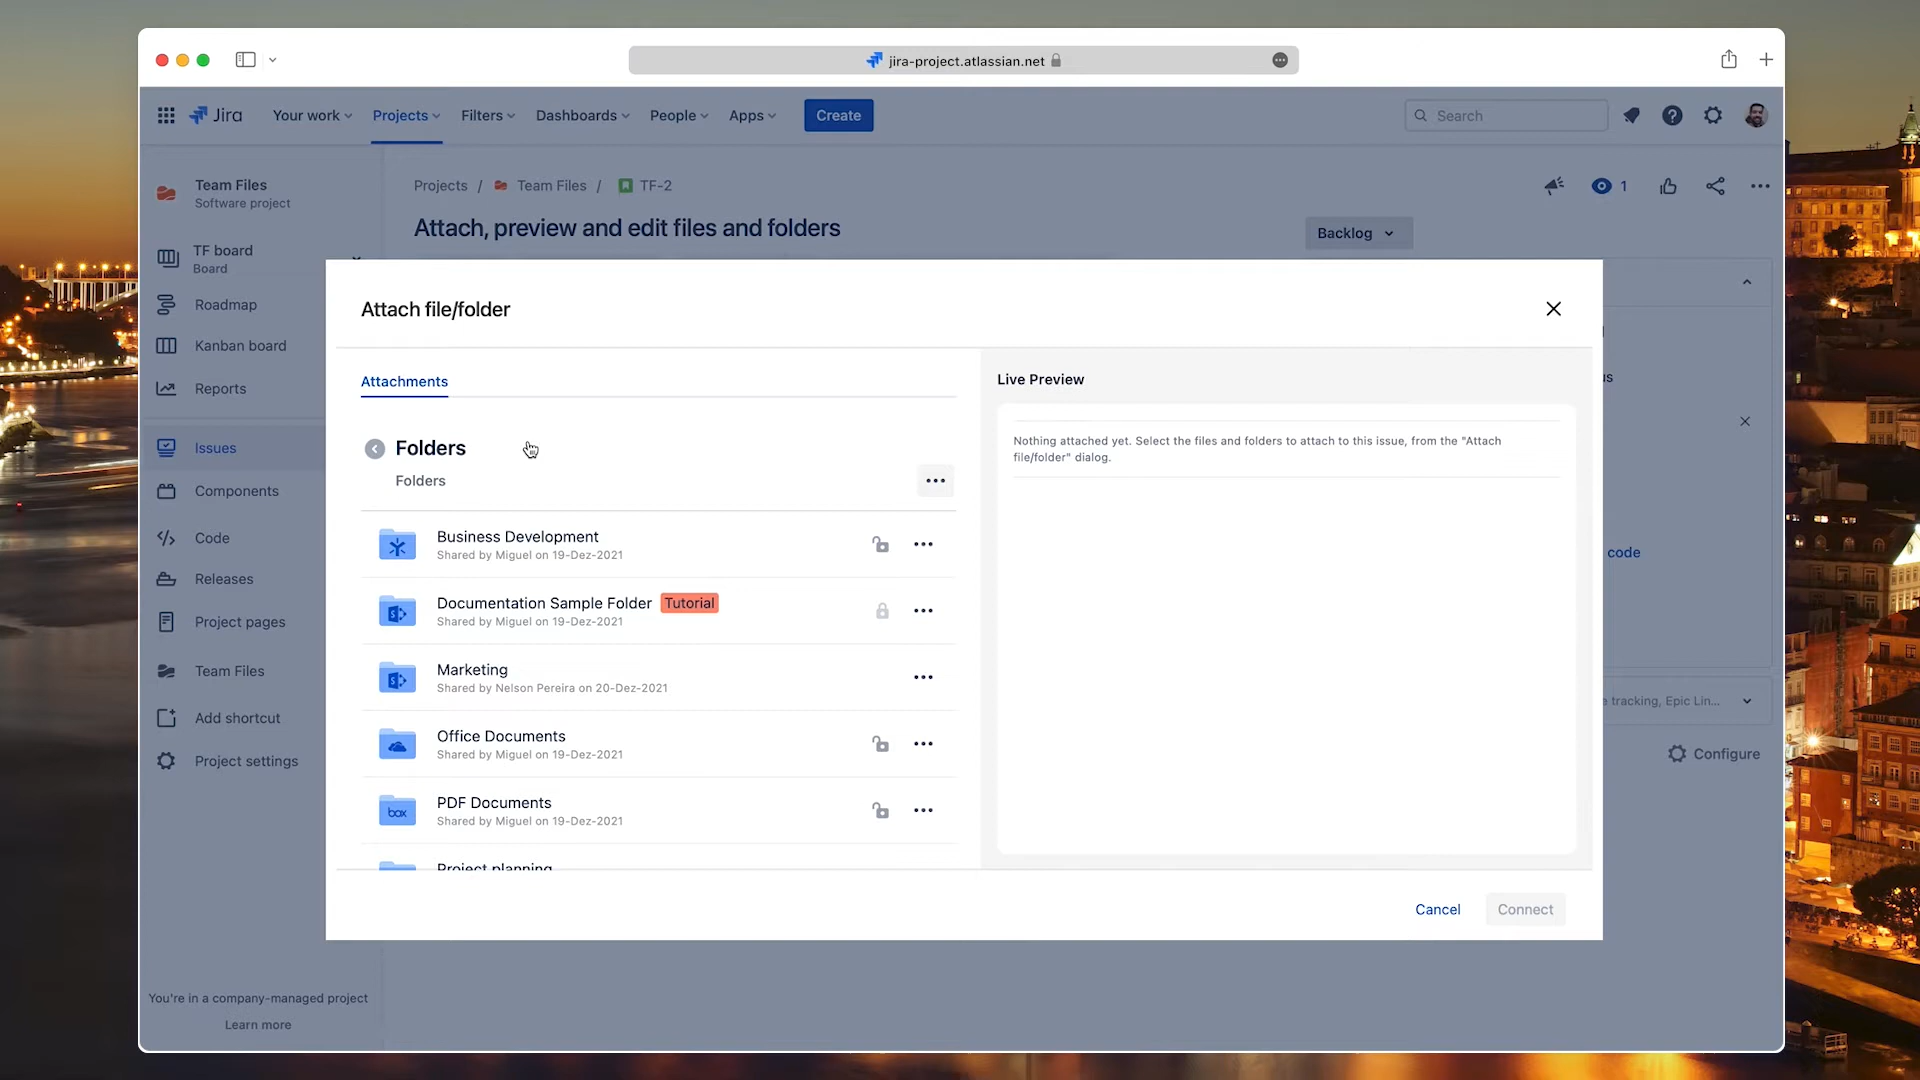 jira-project.atlassian.net
Jira
Your work
Projects
Filters
Dashboards
People
Apps
Create
Search
Team Files
Software project
TF board
Board
Roadmap
Kanban board
Reports
Issues
Components
Code
Releases
Project pages
Team Files
Add shortcut
Project settings
You're in a company-managed project
Learn more
Projects / Team Files / TF-2
1
Attach, preview and edit files and folders
Backlog
Attach file/folder
Attachments
Folders
Folders
Business Development
Shared by Miguel on 19-Dez-2021
Documentation Sample Folder Tutorial
Shared by Miguel on 19-Dez-2021
Marketing
Shared by Nelson Pereira on 20-Dez-2021
Office Documents
Shared by Miguel on 19-Dez-2021
box
PDF Documents
Shared by Miguel on 19-Dez-2021
Project planning
Live Preview
Nothing attached yet. Select the files and folders to attach to this issue, from the "Attach
file/folder" dialog.
Cancel
Connect
code
e tracking, Epic Lin...
Configure